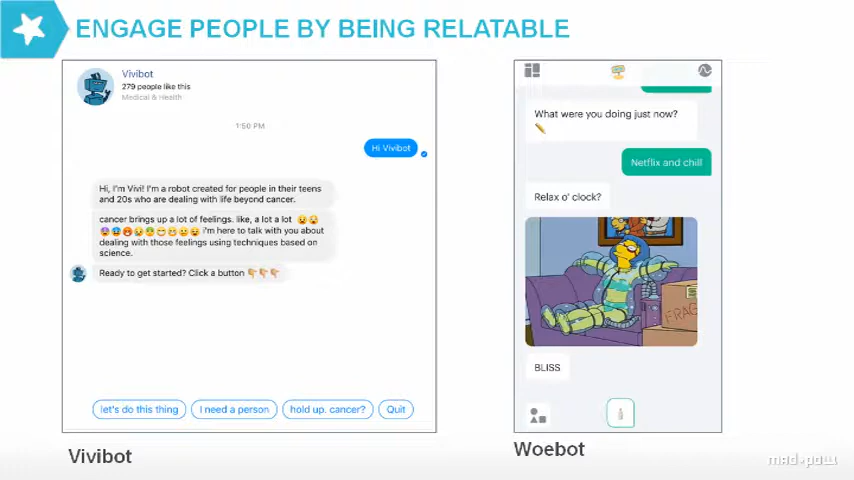 ENGAGE PEOPLE BY BEING RELATABLE
Vivibot
279 people like this
Medical & Health
1:50 PM
Hi Vivibot
Hi, I'm Vivi! I'm a robot created for people in their teens
and 20s who are dealing with life beyond cancer.
cancer brings up a lot of feelings. like, a lot a lot
i'm here to talk with you about
dealing with those feelings using techniques based on
science.
Ready to get started? Click a button
let's do this thing
I need a person
hold up. cancer?
Quit
Vivibot
What were you doing just now?
Netflix and chill
Relax o' clock?
FRAG
BLISS
Woebot
mad*pow